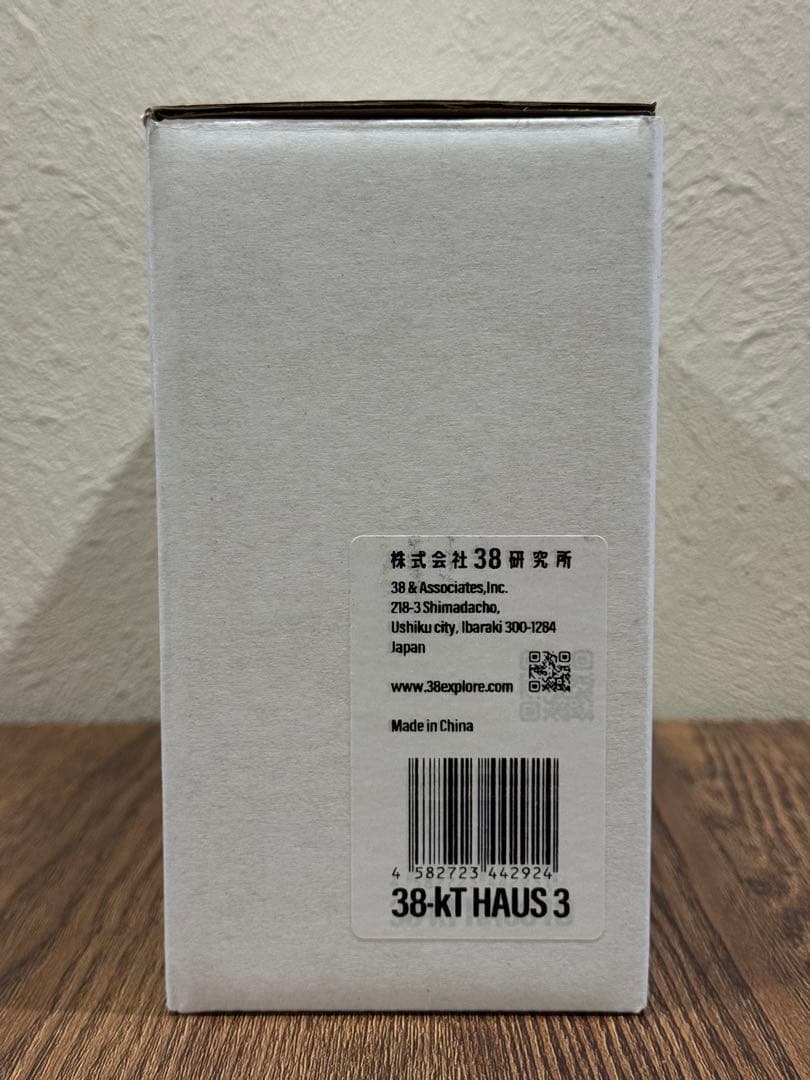 株式会社38研究所
38 & Associates,Inc.
218-3 Shimadacho,
Ushiku city, Ibaraki 300-1284
Japan
www.38explore.com
Made in China
4 582723 442924
38-kT HAUS 3